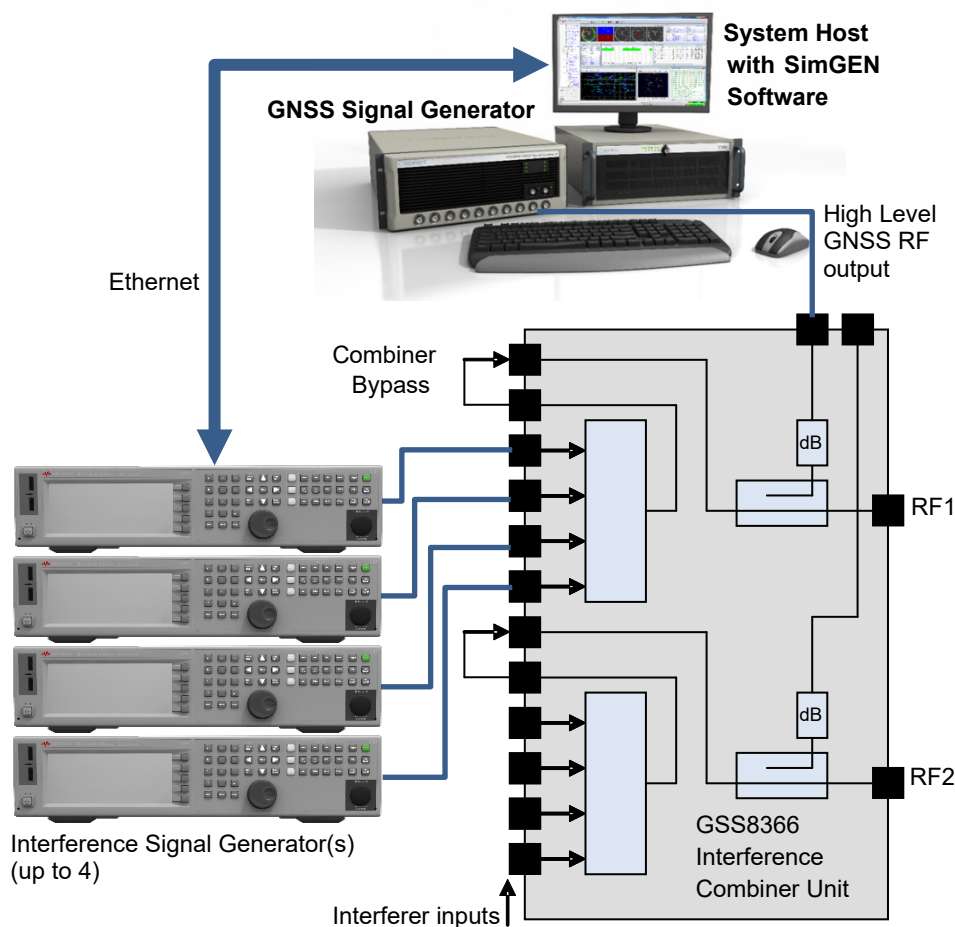 System Host
with SimGEN
Software
GNSS Signal Generator
High Level
GNSS RF
output
Ethernet
Combiner
Bypass
dB
RF1
dB
RF2
GSS8366
Interference
Combiner Unit
Interference Signal Generator(s)
(up to 4)
Interferer inputs